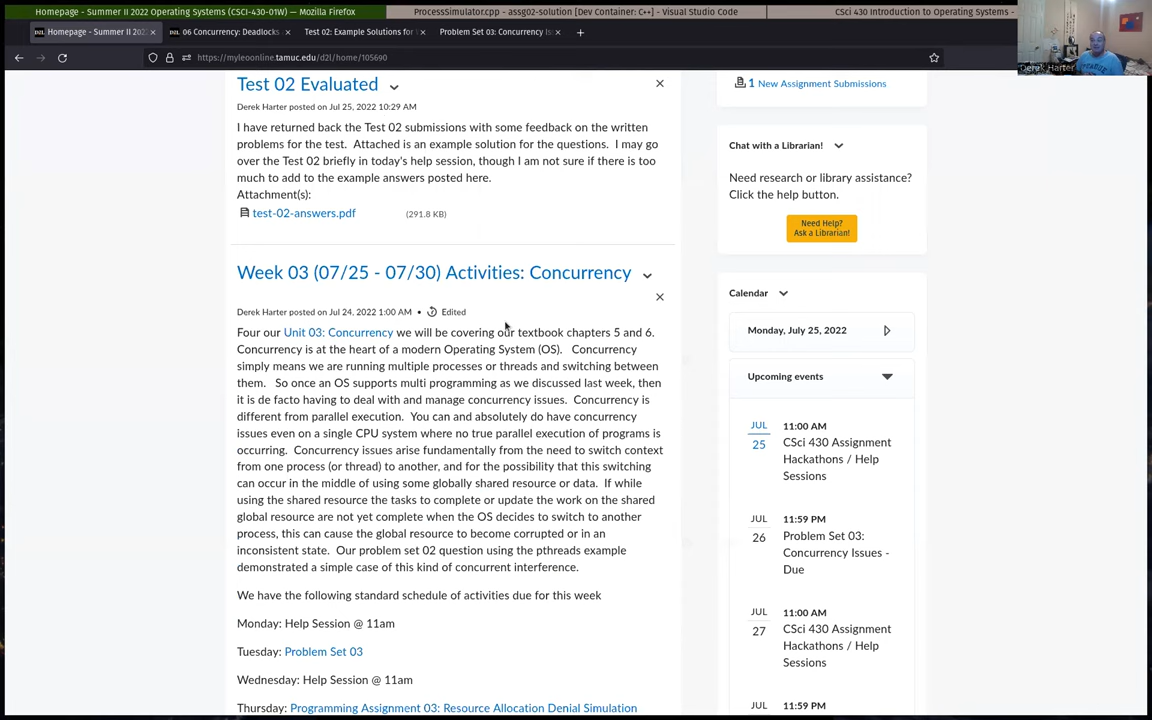 Homepage - Summer II 2022 Operating Systems (CSCI-430-01W) — Mozilla Firefox
ProcessSimulator.cpp - assg02-solution [Dev Container: C++] - Visual Studio Code
CSci 430 Introduction to Operating Systems -
Homepage - Summer II 202
06 Concurrency: Deadlocks
Test 02: Example Solutions for
Problem Set 03: Concurrency Is
https://myleoonline.tamuc.edu/d2l/home/105690
Derek Harter
Test 02 Evaluated
Derek Harter posted on Jul 25, 2022 10:29 AM
I have returned back the Test 02 submissions with some feedback on the written
problems for the test. Attached is an example solution for the questions. I may go
over the Test 02 briefly in today's help session, though I am not sure if there is too
much to add to the example answers posted here.
Attachment(s):
test-02-answers.pdf (291.8 KB)
Week 03 (07/25 - 07/30) Activities: Concurrency
Derek Harter posted on Jul 24, 2022 1:00 AM • Edited
Four our Unit 03: Concurrency we will be covering our textbook chapters 5 and 6.
Concurrency is at the heart of a modern Operating System (OS). Concurrency
simply means we are running multiple processes or threads and switching between
them. So once an OS supports multi programming as we discussed last week, then
it is de facto having to deal with and manage concurrency issues. Concurrency is
different from parallel execution. You can and absolutely do have concurrency
issues even on a single CPU system where no true parallel execution of programs is
occurring. Concurrency issues arise fundamentally from the need to switch context
from one process (or thread) to another, and for the possibility that this switching
can occur in the middle of using some globally shared resource or data. If while
using the shared resource the tasks to complete or update the work on the shared
global resource are not yet complete when the OS decides to switch to another
process, this can cause the global resource to become corrupted or in an
inconsistent state. Our problem set 02 question using the pthreads example
demonstrated a simple case of this kind of concurrent interference.
We have the following standard schedule of activities due for this week
Monday: Help Session @ 11am
Tuesday: Problem Set 03
Wednesday: Help Session @ 11am
Thursday: Programming Assignment 03: Resource Allocation Denial Simulation
1 New Assignment Submissions
Chat with a Librarian!
Need research or library assistance?
Click the help button.
Need Help?
Ask a Librarian!
Calendar
Monday, July 25, 2022
Upcoming events
JUL
25
11:00 AM
CSci 430 Assignment
Hackathons / Help
Sessions
JUL
26
11:59 PM
Problem Set 03:
Concurrency Issues -
Due
JUL
27
11:00 AM
CSci 430 Assignment
Hackathons / Help
Sessions
JUL
11:59 PM